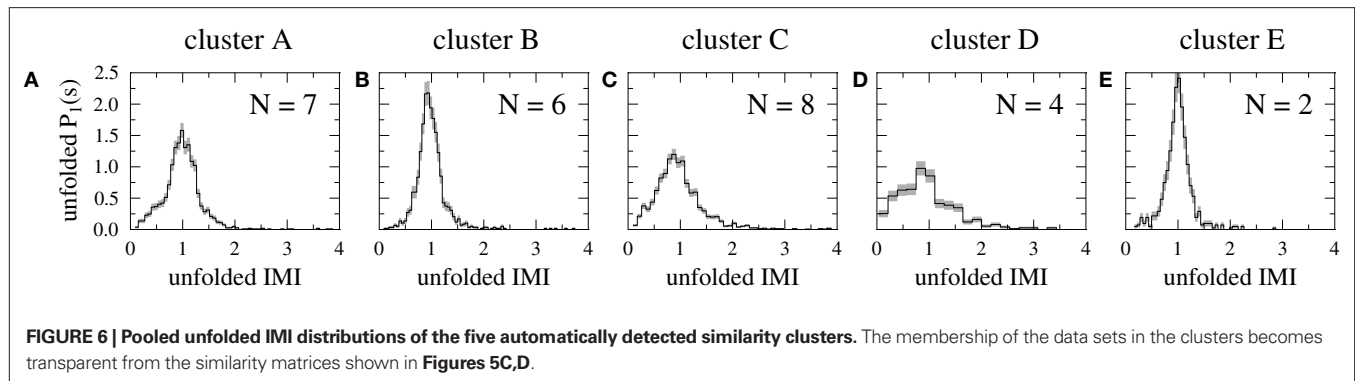 cluster A cluster B cluster C cluster D cluster E
A B C D E
2.5 2.0 1.5 1.0 0.5 0.0
unfolded P₁(s)
N = 7 N = 6 N = 8 N = 4 N = 2
0 1 2 3 4 0 1 2 3 4 0 1 2 3 4 0 1 2 3 4 0 1 2 3 4
unfolded IMI unfolded IMI unfolded IMI unfolded IMI unfolded IMI
FIGURE 6 | Pooled unfolded IMI distributions of the five automatically detected similarity clusters. The membership of the data sets in the clusters becomes
transparent from the similarity matrices shown in Figures 5C,D.